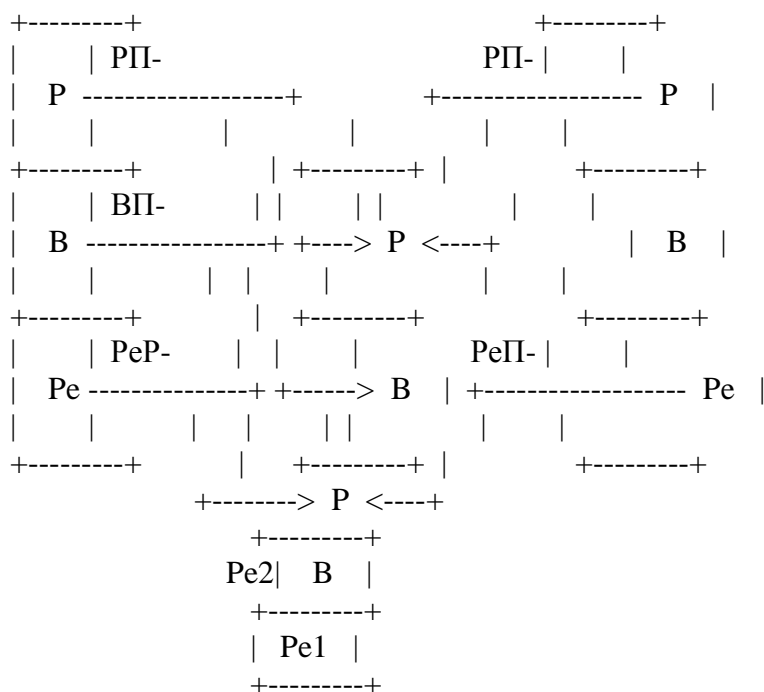 +---------+ +---------+
| | РП- РП- | |
| Р -------------------+ +------------------- Р |
| | | | | |
+---------+ | +---------+ | +---------+
| | ВП- | | | | | |
| В -----------------+ +----> Р <----+ | В |
| | | | | | |
+---------+ | +---------+ +---------+
| | РеР- | | | РеП- | |
| Ре ----------------+ +------> В | +------------------- Ре |
| | | | | | | |
+---------+ | +---------+ | +---------+
+--------> Р <----+
+---------+
Ре2| В |
+---------+
| Ре1 |
+---------+